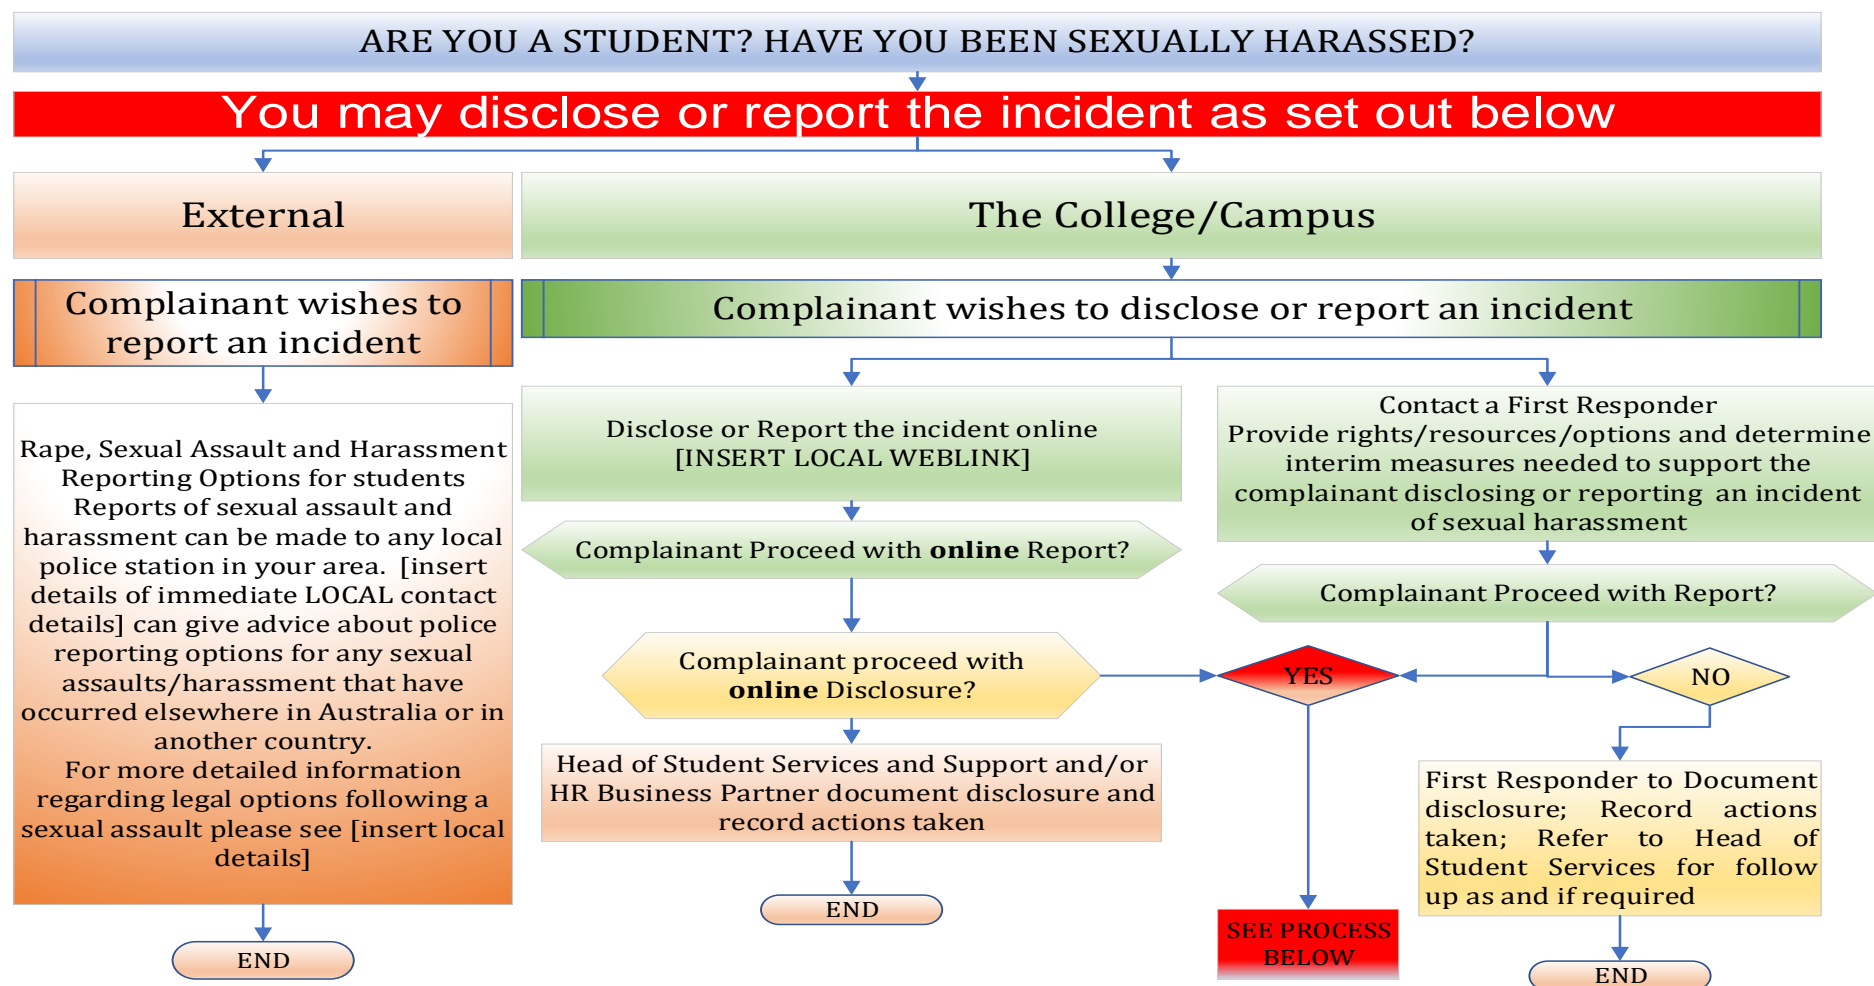 ARE YOU A STUDENT? HAVE YOU BEEN SEXUALLY HARASSED?
You may disclose or report the incident as set out below
External
The College/Campus
Complainant wishes to
report an incident
Complainant wishes to disclose or report an incident
Rape, Sexual Assault and Harassment
Reporting Options for students
Reports of sexual assault and
harassment can be made to any local
police station in your area.  [insert
details of immediate LOCAL contact
details] can give advice about police
reporting options for any sexual
assaults/harassment that have
occurred elsewhere in Australia or in
another country.
For more detailed information
regarding legal options following a
sexual assault please see [insert local
details]
END
Disclose or Report the incident online
[INSERT LOCAL WEBLINK]
Complainant Proceed with online Report?
Complainant proceed with
online Disclosure?
Head of Student Services and Support and/or
HR Business Partner document disclosure and
record actions taken
END
Contact a First Responder
Provide rights/resources/options and determine
interim measures needed to support the
complainant disclosing or reporting  an incident
of sexual harassment
Complainant Proceed with Report?
YES
SEE PROCESS
BELOW
NO
First Responder to Document
disclosure; Record actions
taken; Refer to Head of
Student Services for follow
up as and if required
END